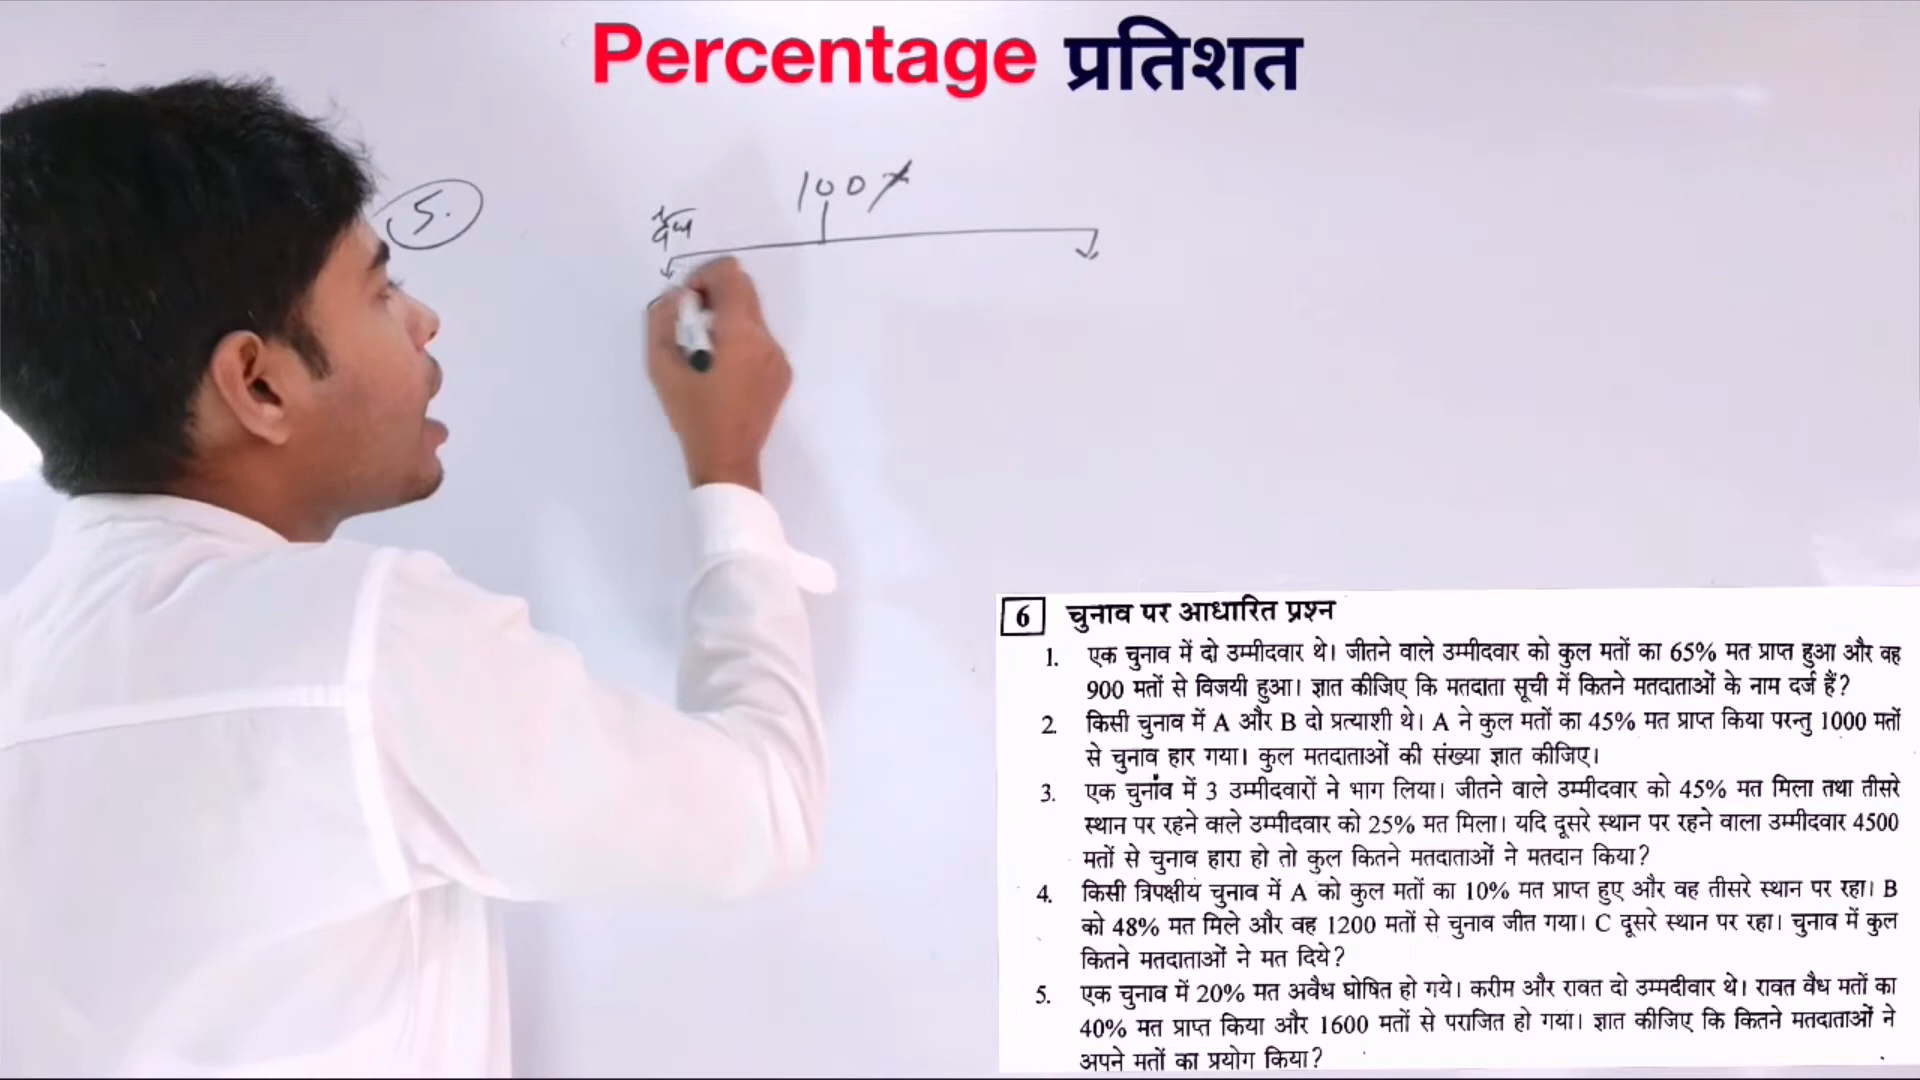 Percentage प्रतिशत
5.
100%
वैध
6 चुनाव पर आधारित प्रश्न
1. एक चुनाव में दो उम्मीदवार थे। जीतने वाले उम्मीदवार को कुल मतों का 65% मत प्राप्त हुआ और वह
900 मतों से विजयी हुआ। ज्ञात कीजिए कि मतदाता सूची में कितने मतदाताओं के नाम दर्ज हैं?
2. किसी चुनाव में A और B दो प्रत्याशी थे। A ने कुल मतों का 45% मत प्राप्त किया परन्तु 1000 मतों
से चुनाव हार गया। कुल मतदाताओं की संख्या ज्ञात कीजिए।
3. एक चुनांव में 3 उम्मीदवारों ने भाग लिया। जीतने वाले उम्मीदवार को 45% मत मिला तथा तीसरे
स्थान पर रहने वाले उम्मीदवार को 25% मत मिला। यदि दूसरे स्थान पर रहने वाला उम्मीदवार 4500
मतों से चुनाव हारा हो तो कुल कितने मतदाताओं ने मतदान किया?
4. किसी त्रिपक्षीय चुनाव में A को कुल मतों का 10% मत प्राप्त हुए और वह तीसरे स्थान पर रहा। B
को 48% मत मिले और वह 1200 मतों से चुनाव जीत गया। C दूसरे स्थान पर रहा। चुनाव में कुल
कितने मतदाताओं ने मत दिये?
5. एक चुनाव में 20% मत अवैध घोषित हो गये। करीम और रावत दो उम्मदीवार थे। रावत वैध मतों का
40% मत प्राप्त किया और 1600 मतों से पराजित हो गया। ज्ञात कीजिए कि कितने मतदाताओं ने
अपने मतों का प्रयोग किया?